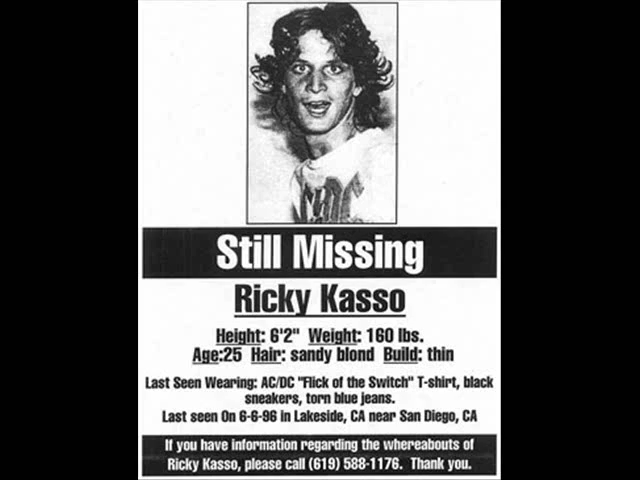 Still Missing
Ricky Kasso
Height: 6'2" Weight: 160 lbs.
Age:25 Hair: sandy blond Build: thin
Last Seen Wearing: AC/DC "Flick of the Switch" T-shirt, black
sneakers, torn blue jeans.
Last seen On 6-6-96 in Lakeside, CA near San Diego, CA
If you have information regarding the whereabouts of
Ricky Kasso, please call (619) 588-1176. Thank you.